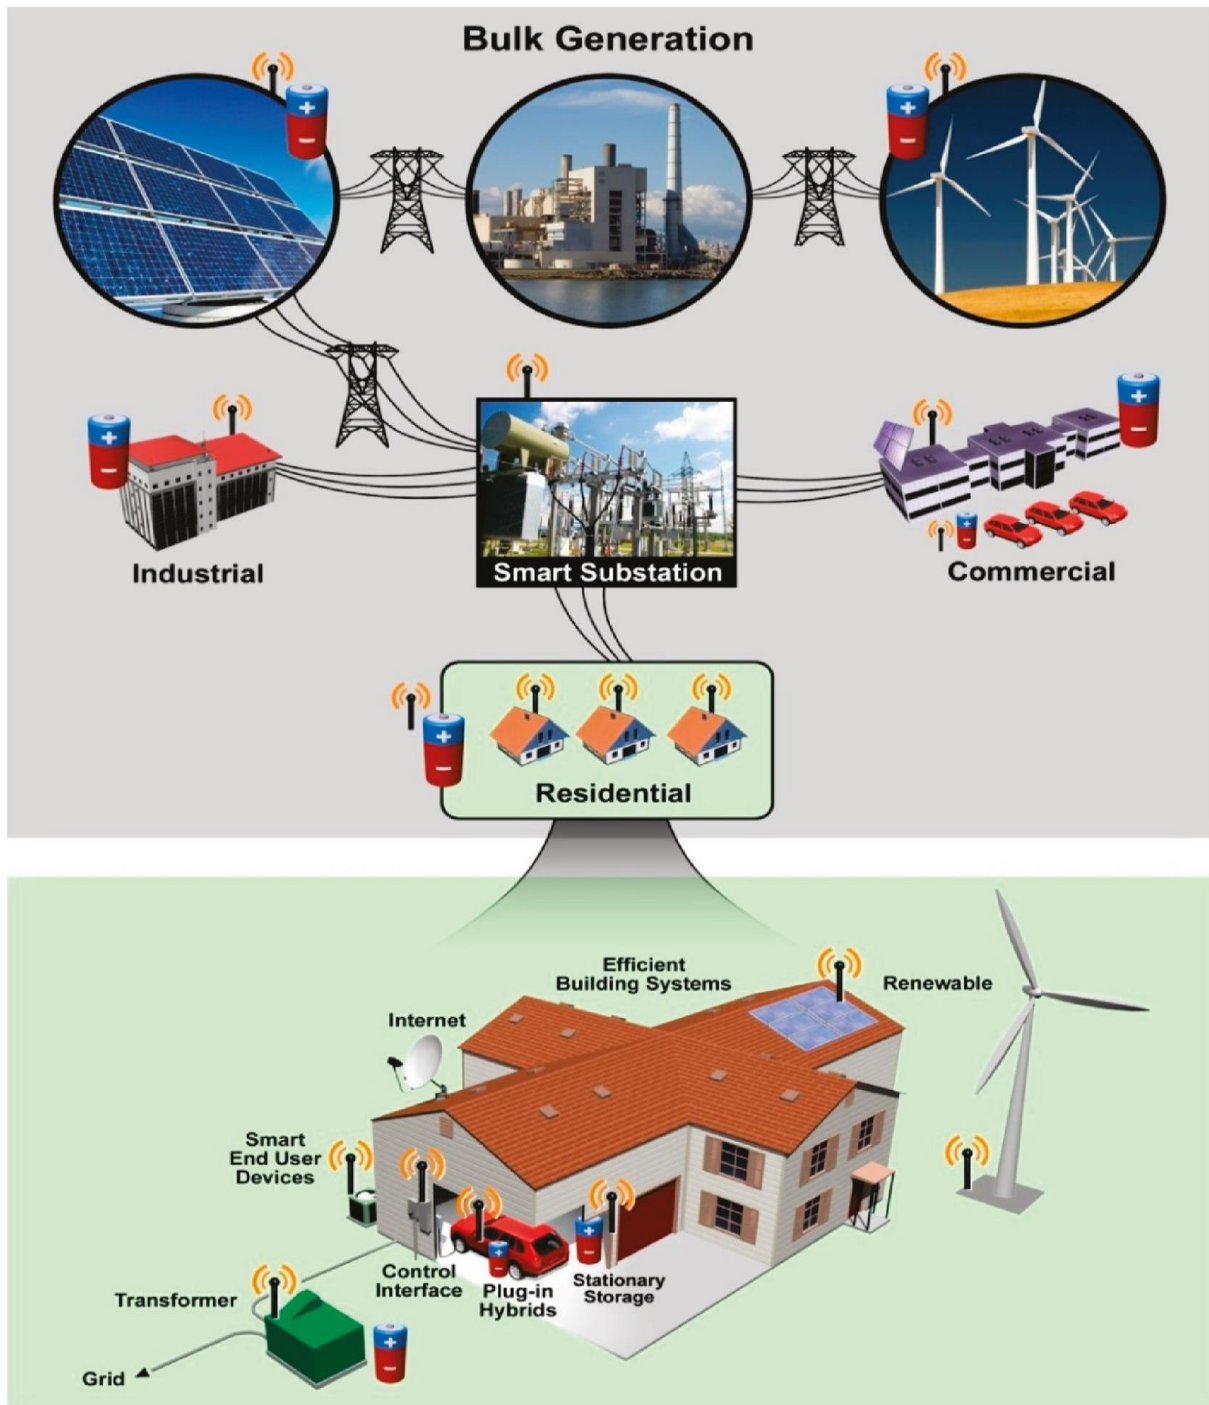 Bulk Generation
Smart Substation
Industrial
Commercial
Residential
Efficient
Building Systems
Renewable
Internet
Smart
End User
Devices
Control
Interface
Plug-in
Hybrids
Stationary
Storage
Transformer
Grid